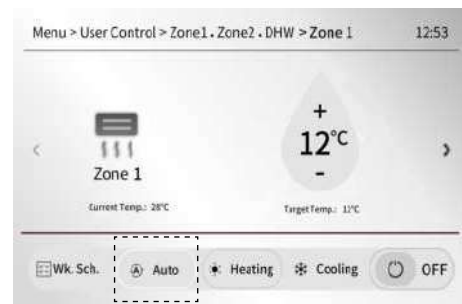 Menu > User Control > Zone1 . Zone2 . DHW > Zone 1 12:53
+
12°C
-
Zone 1
Current Temp.: 28°C
Target Temp.: 12°C
Wk. Sch. A Auto Heating Cooling OFF